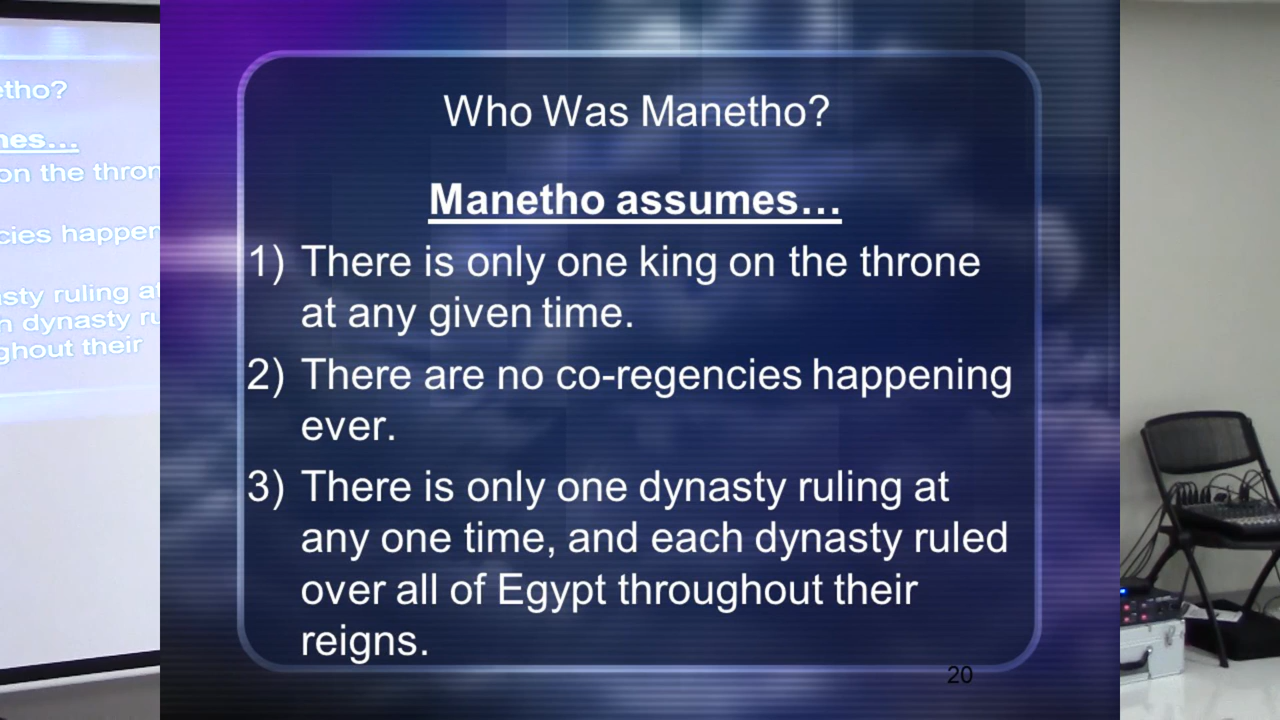 Who Was Manetho?
Manetho assumes…
1) There is only one king on the throne
at any given time.
2) There are no co-regencies happening
ever.
3) There is only one dynasty ruling at
any one time, and each dynasty ruled
over all of Egypt throughout their
reigns.
20
etho?
nes…
on the thron
cies happen
asty ruling at
h dynasty ru
ghout their